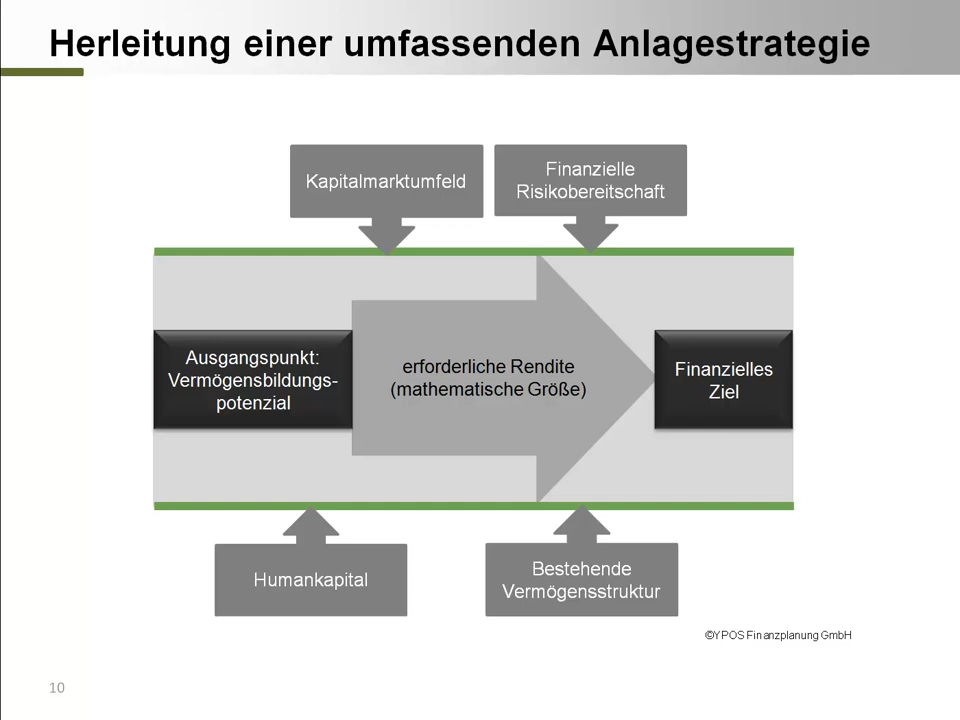 Herleitung einer umfassenden Anlagestrategie
Kapitalmarktumfeld
Finanzielle
Risikobereitschaft
Ausgangspunkt:
Vermögensbildungs-
potenzial
erforderliche Rendite
(mathematische Größe)
Finanzielles
Ziel
Humankapital
Bestehende
Vermögensstruktur
©YPOS Finanzplanung GmbH
10